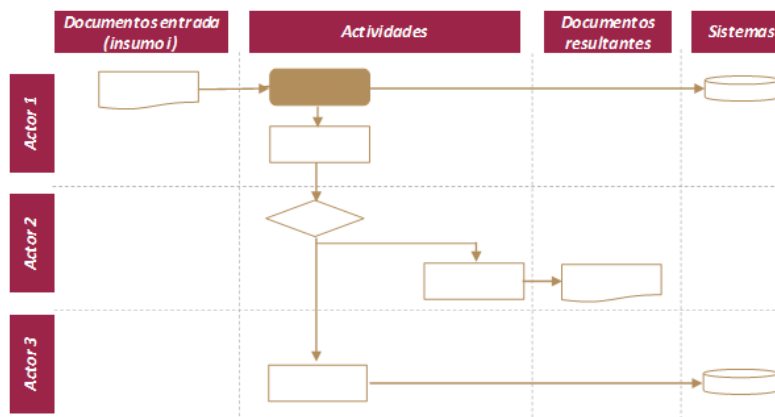 Documentos entrada
(insumo i)
Actividades
Documentos
resultantes
Sistemas
Actor 1
Actor 2
Actor 3